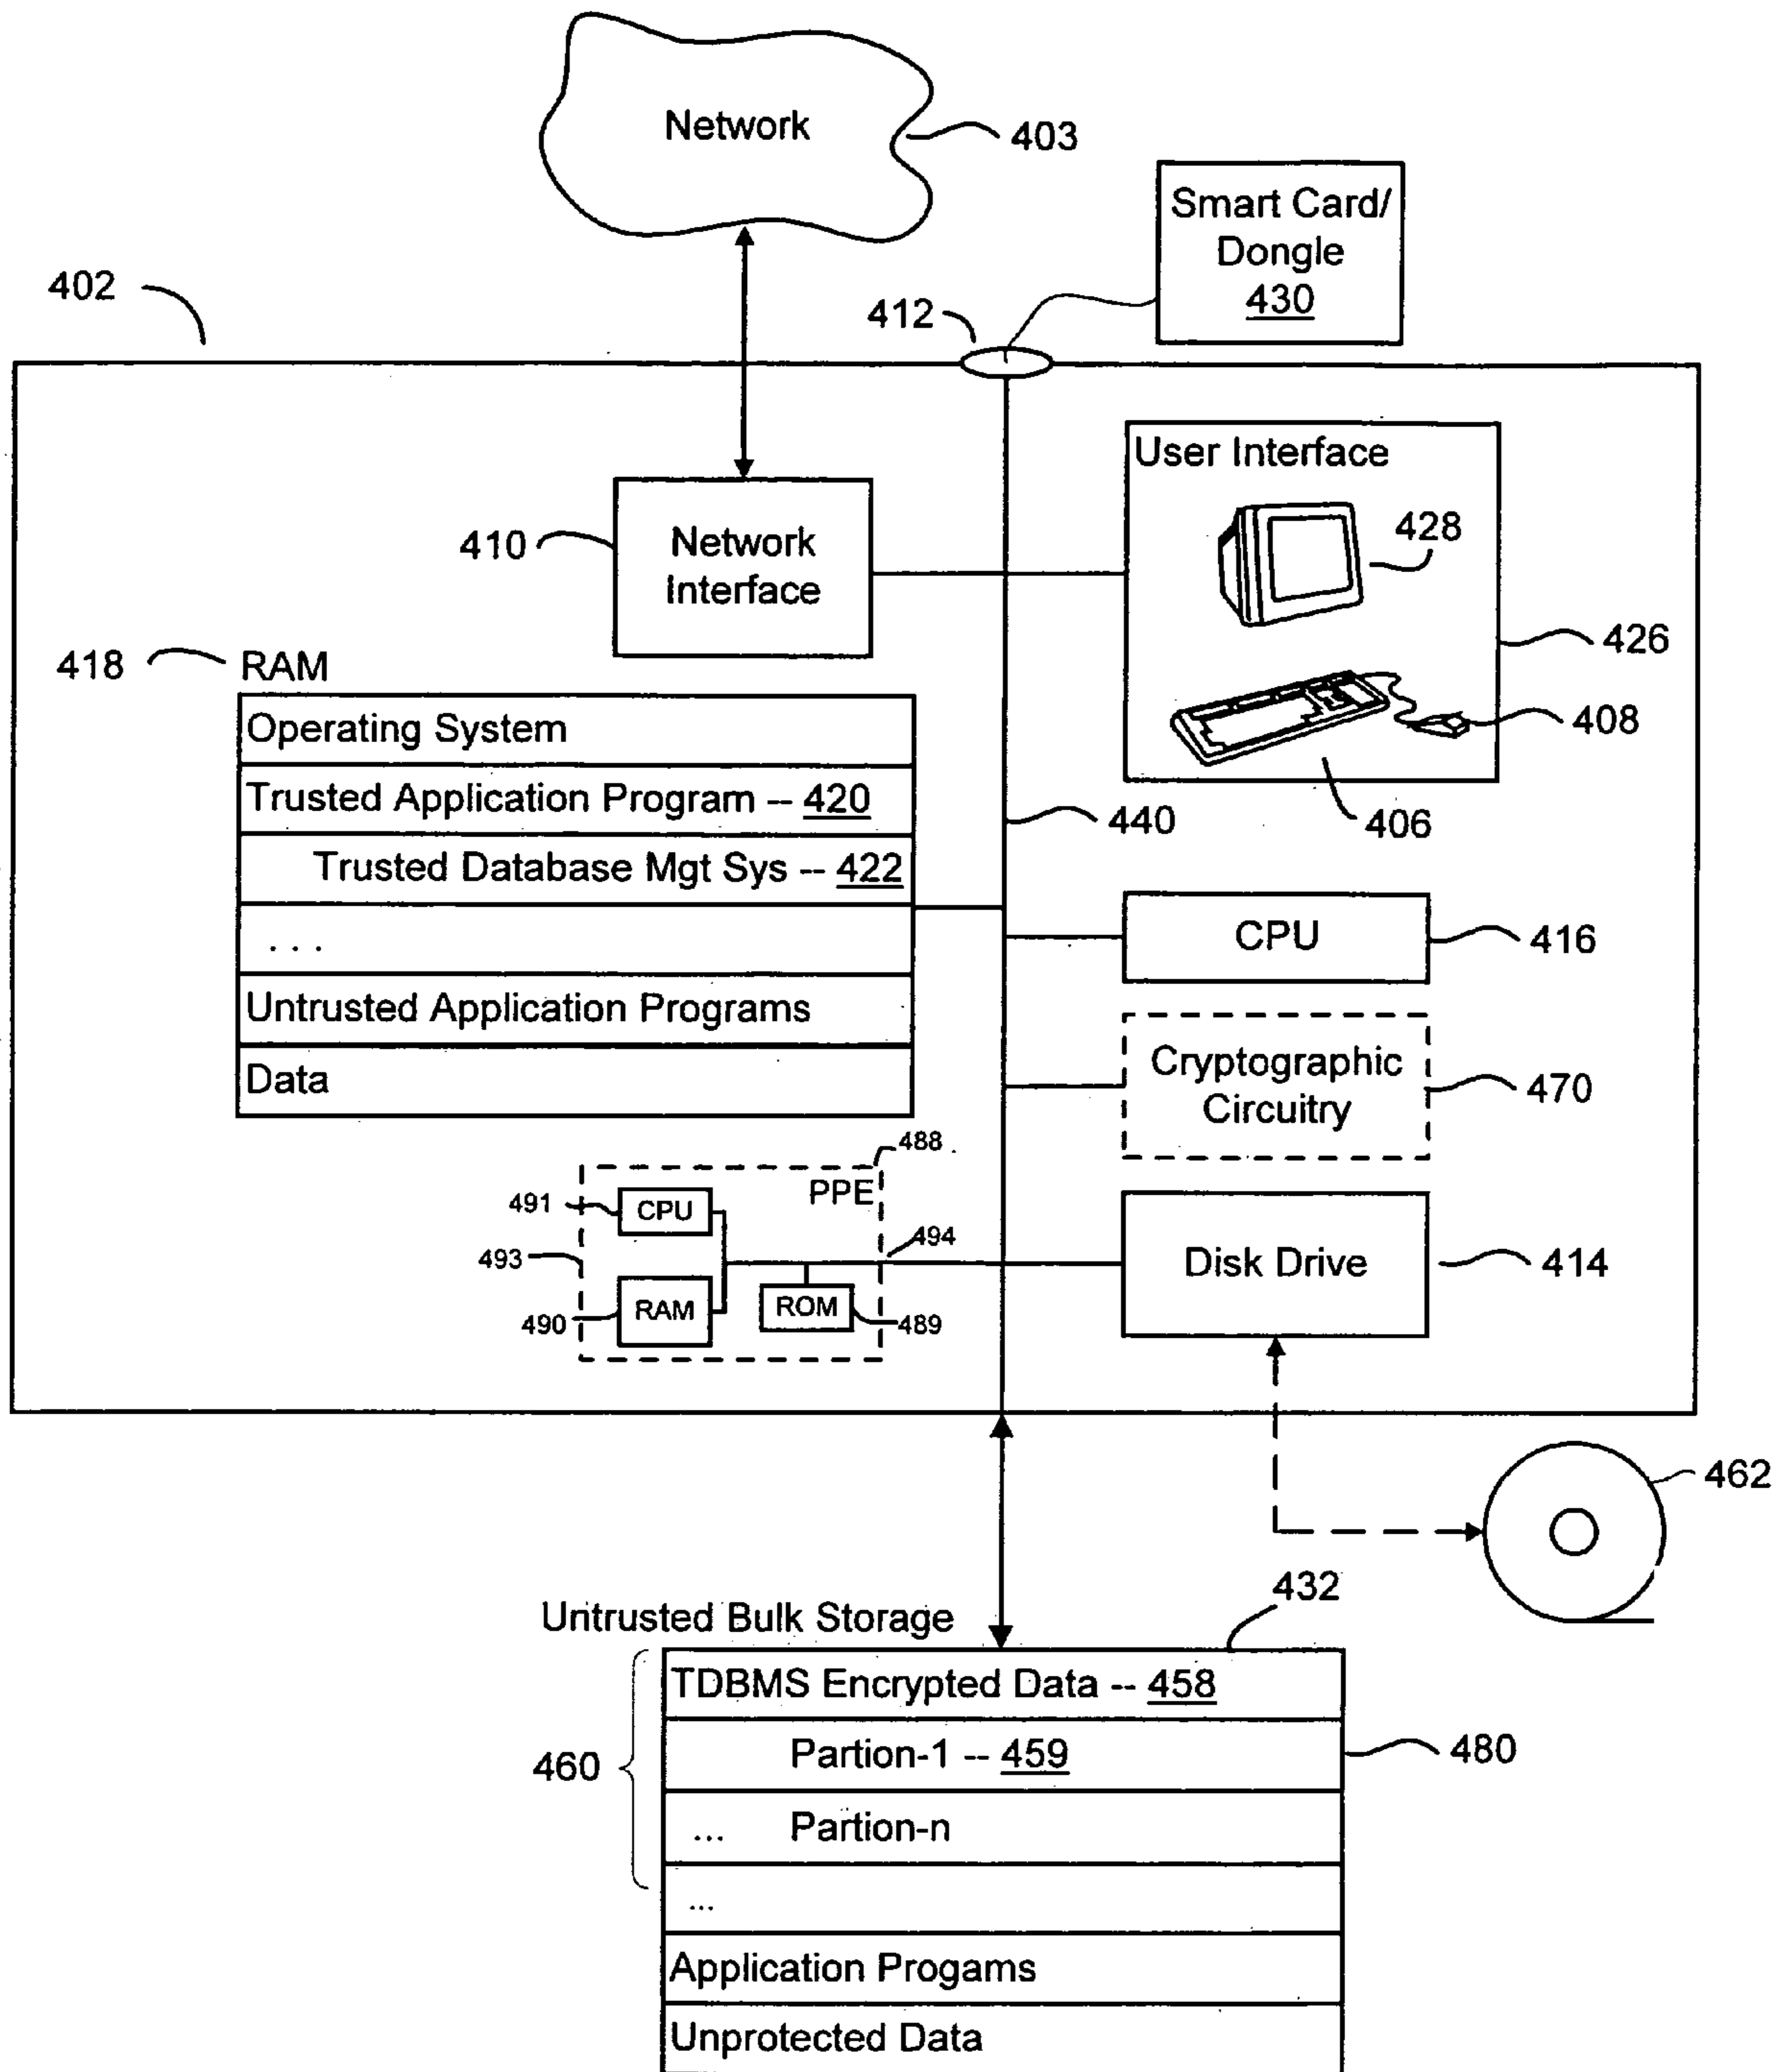 Network
403
Smart Card/
Dongle
430
402
412
User Interface
428
410
Network
Interface
426
418
RAM
408
Operating System
Trusted Application Program -- 420
440
406
Trusted Database Mgt Sys -- 422
. . .
CPU
416
Untrusted Application Programs
Cryptographic
Circuitry
470
Data
488
PPE
491
CPU
494
493
Disk Drive
414
490
RAM
ROM
489
462
432
Untrusted Bulk Storage
TDBMS Encrypted Data -- 458
460
Partion-1 -- 459
480
... Partion-n
...
Application Progams
Unprotected Data